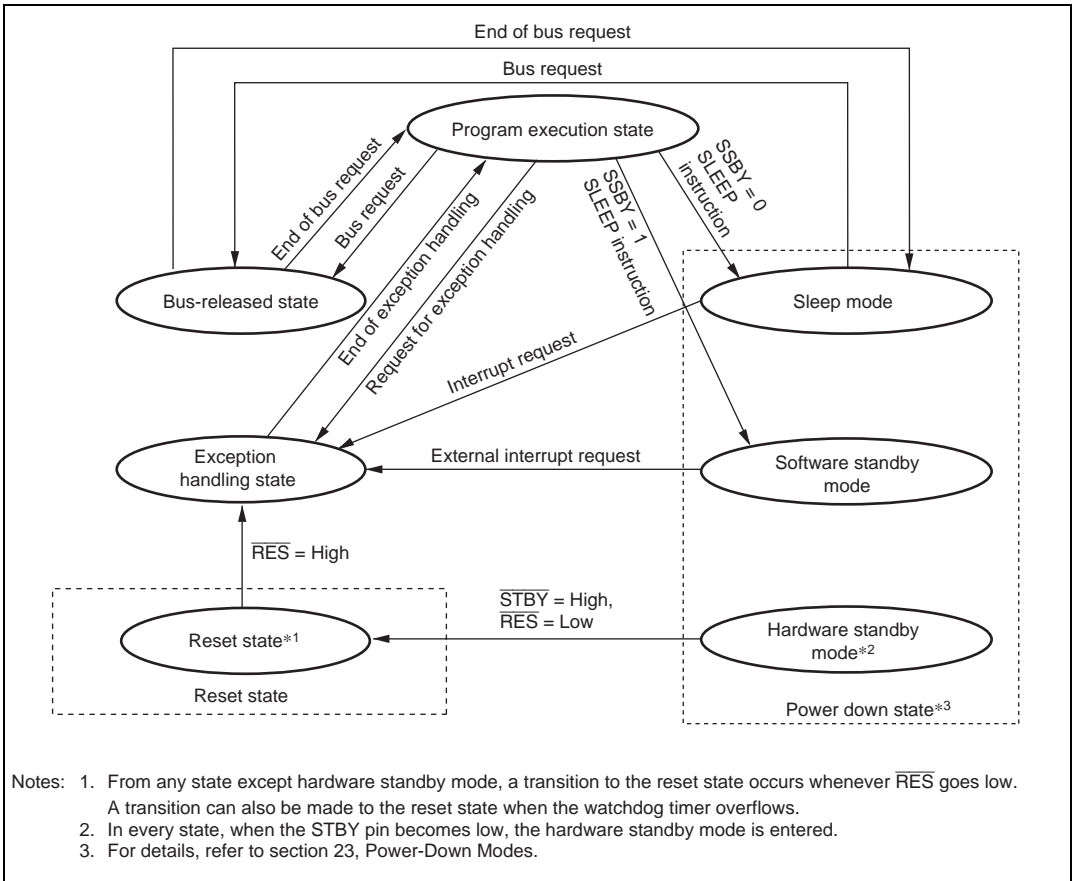 End of bus request
Bus request
Program execution state
End of bus request
Bus request
End of exception handling
Request for exception handling
SSBY = 1
SLEEP instruction
SSBY = 0
SLEEP
instruction
Bus-released state
Sleep mode
Interrupt request
Exception
handling state
External interrupt request
Software standby
mode
R̅E̅S̅ = High
S̅T̅B̅Y̅ = High,
R̅E̅S̅ = Low
Reset state*1
Hardware standby
mode*2
Reset state
Power down state*3
Notes: 1. From any state except hardware standby mode, a transition to the reset state occurs whenever R̅E̅S̅ goes low.
A transition can also be made to the reset state when the watchdog timer overflows.
2. In every state, when the STBY pin becomes low, the hardware standby mode is entered.
3. For details, refer to section 23, Power-Down Modes.